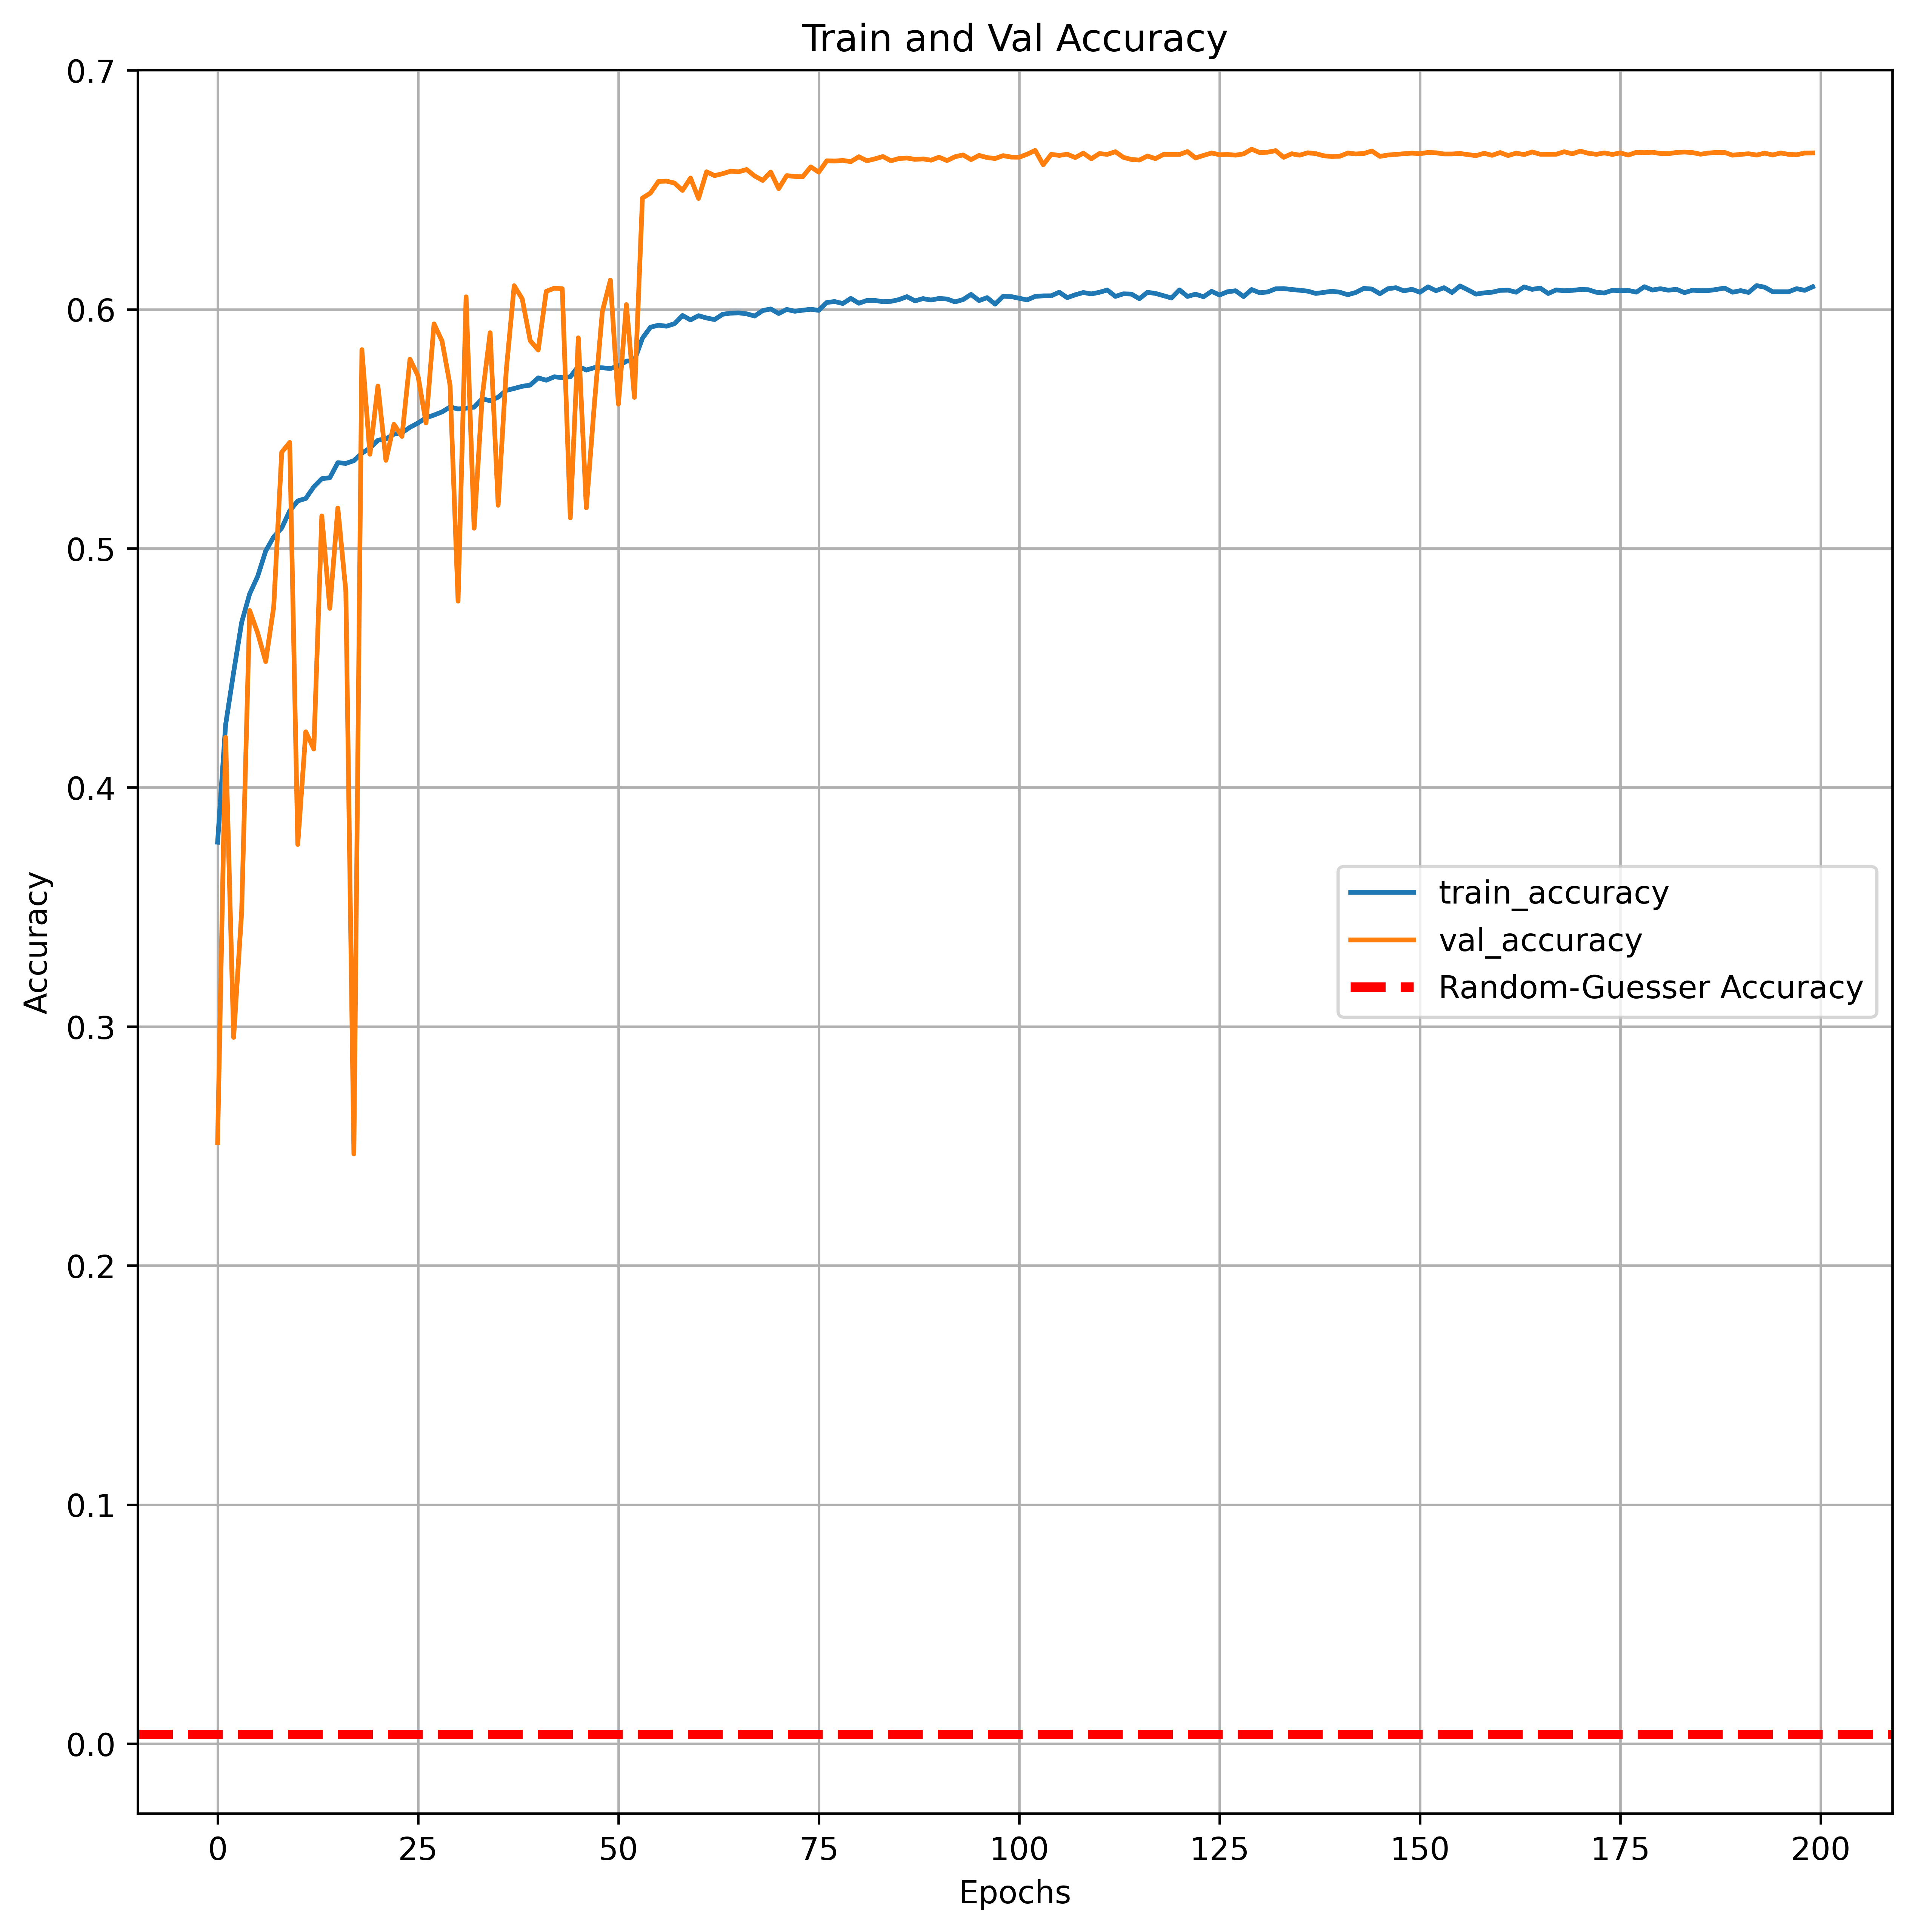 Train and Val Accuracy
0.7
0.6
0.5
0.4
0.3
0.2
0.1
0.0
Accuracy
train_accuracy
val_accuracy
Random-Guesser Accuracy
0 25 50 75 100 125 150 175 200
Epochs